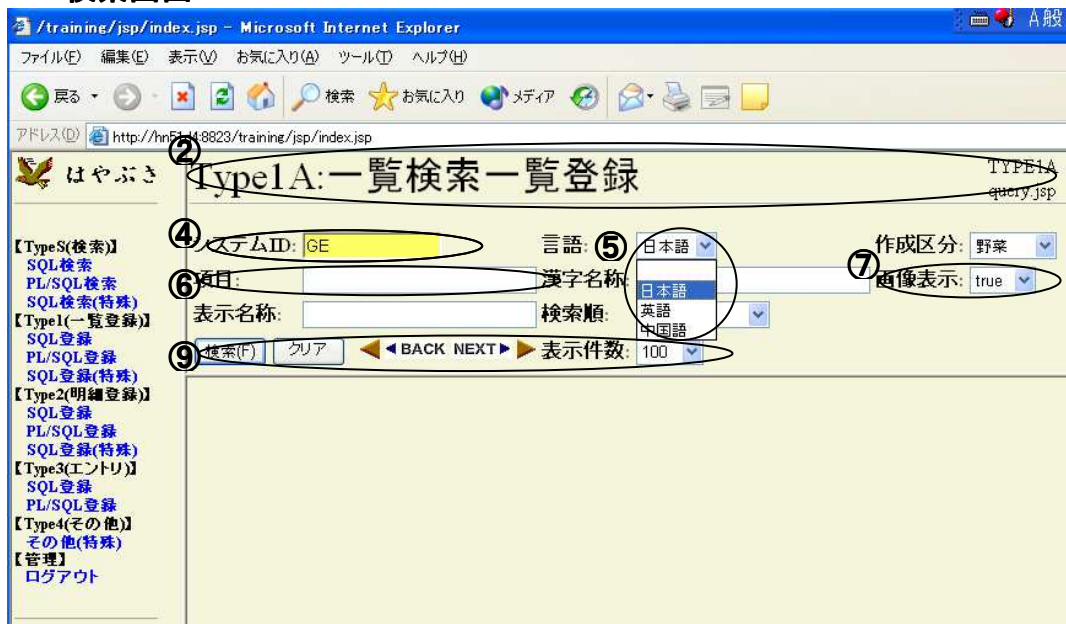 /training/jsp/index.jsp - Microsoft Internet Explorer
A般
ファイル(F) 編集(E) 表示(V) お気に入り(A) ツール(T) ヘルプ(H)
戻る 検索 お気に入り メディア
アドレス(D) http://hn51d4:8823/training/jsp/index.jsp
はやぶさ
【TypeS(検索)】
SQL検索
PL/SQL検索
SQL検索(特殊)
【Type1(一覧登録)】
SQL登録
PL/SQL登録
SQL登録(特殊)
【Type2(明細登録)】
SQL登録
PL/SQL登録
SQL登録(特殊)
【Type3(エントリ)】
SQL登録
PL/SQL登録
【Type4(その他)】
その他(特殊)
【管理】
ログアウト
② Type1A:一覧検索一覧登録
TYPE1A
query.jsp
④ システムID: GE 言語: ⑤ 日本語 作成区分: 野菜
⑥ 項目: 漢字名称 ⑦ 画像表示: true
日本語
英語
中国語
表示名称: 検索順:
⑨ 検索(F) クリア BACK NEXT 表示件数: 100